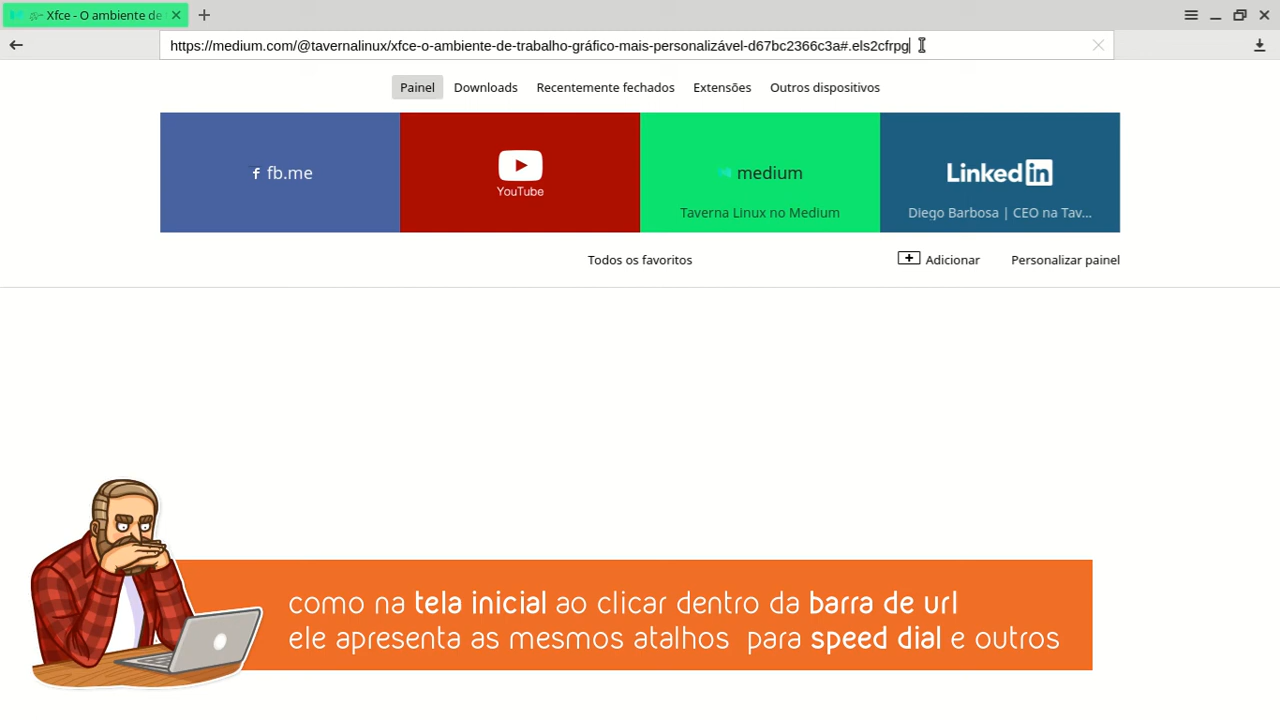 Xfce - O ambiente de
https://medium.com/@tavernalinux/xfce-o-ambiente-de-trabalho-gráfico-mais-personalizável-d67bc2366c3a#.els2cfrpg
Painel Downloads Recentemente fechados Extensões Outros dispositivos
fb.me
YouTube
medium
Taverna Linux no Medium
Linked in
Diego Barbosa | CEO na Tav...
Todos os favoritos Adicionar Personalizar painel
como na tela inicial ao clicar dentro da barra de url
ele apresenta as mesmos atalhos para speed dial e outros